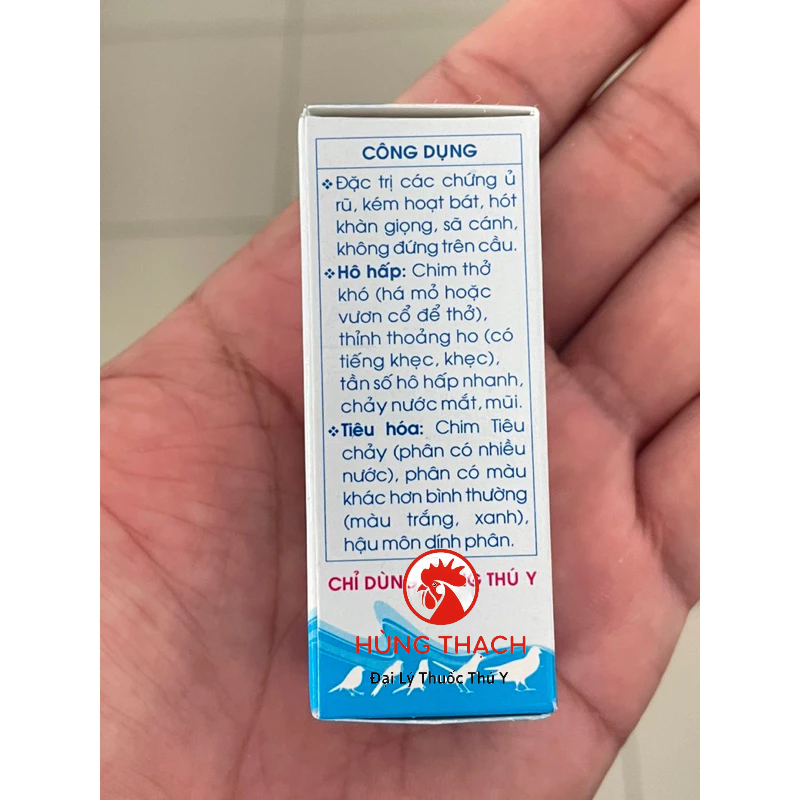 CÔNG DỤNG
❖Đặc trị các chứng ủ
rũ, kém hoạt bát, hót
khàn giọng, sã cánh,
không đứng trên cầu.
❖Hô hấp: Chim thở
khó (há mỏ hoặc
vươn cổ để thở),
thỉnh thoảng ho (có
tiếng khẹc, khẹc),
tần số hô hấp nhanh,
chảy nước mắt, mũi.
❖Tiêu hóa: Chim Tiêu
chảy (phân có nhiều
nước), phân có màu
khác hơn bình thường
(màu trắng, xanh),
hậu môn dính phân.
CHỈ THÚ Y
HÙNG THẠCH
Đại Lý Thuốc Thú Y